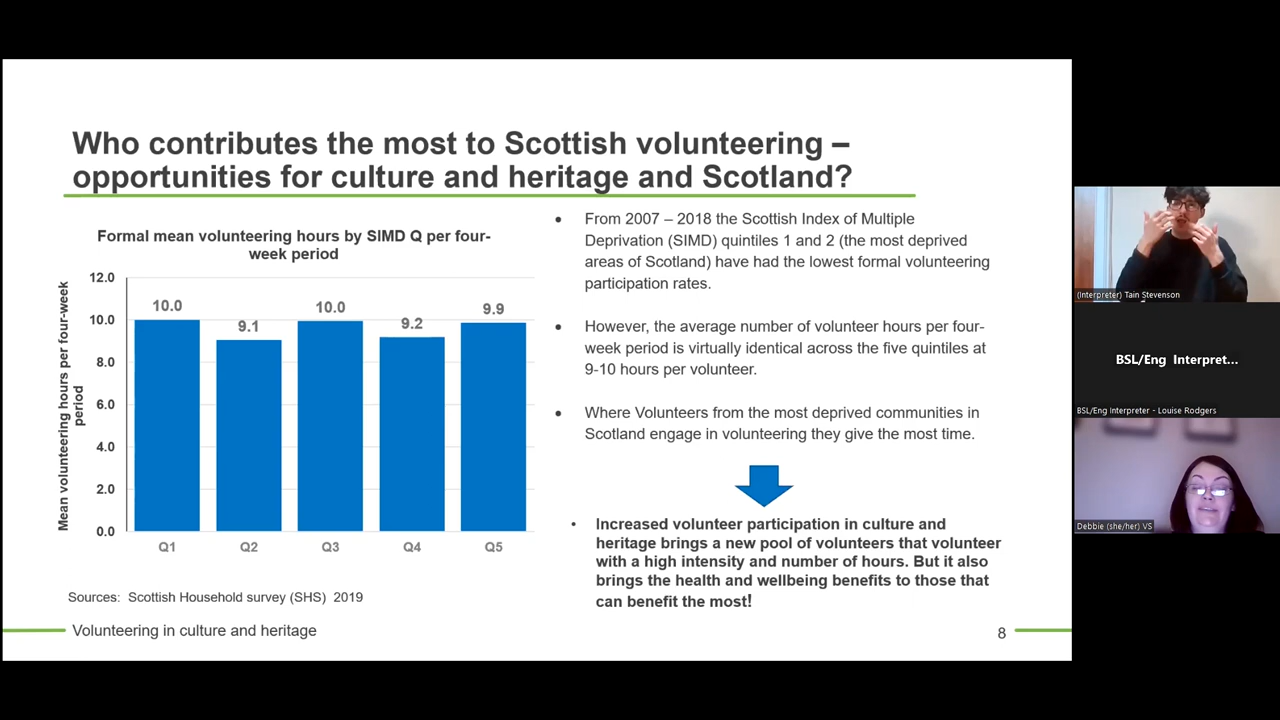 Who contributes the most to Scottish volunteering –
opportunities for culture and heritage and Scotland?
Formal mean volunteering hours by SIMD Q per four-
week period
Mean volunteering hours per four-week
period
12.0
10.0
8.0
6.0
4.0
2.0
0.0
10.0
9.1
10.0
9.2
9.9
Q1
Q2
Q3
Q4
Q5
Sources: Scottish Household survey (SHS) 2019
• From 2007 – 2018 the Scottish Index of Multiple
Deprivation (SIMD) quintiles 1 and 2 (the most deprived
areas of Scotland) have had the lowest formal volunteering
participation rates.
• However, the average number of volunteer hours per four-
week period is virtually identical across the five quintiles at
9-10 hours per volunteer.
• Where Volunteers from the most deprived communities in
Scotland engage in volunteering they give the most time.
• Increased volunteer participation in culture and
heritage brings a new pool of volunteers that volunteer
with a high intensity and number of hours. But it also
brings the health and wellbeing benefits to those that
can benefit the most!
Volunteering in culture and heritage
8
(Interpreter) Tain Stevenson
BSL/Eng Interpret...
BSL/Eng Interpreter - Louise Rodgers
Debbie (she/her) VS